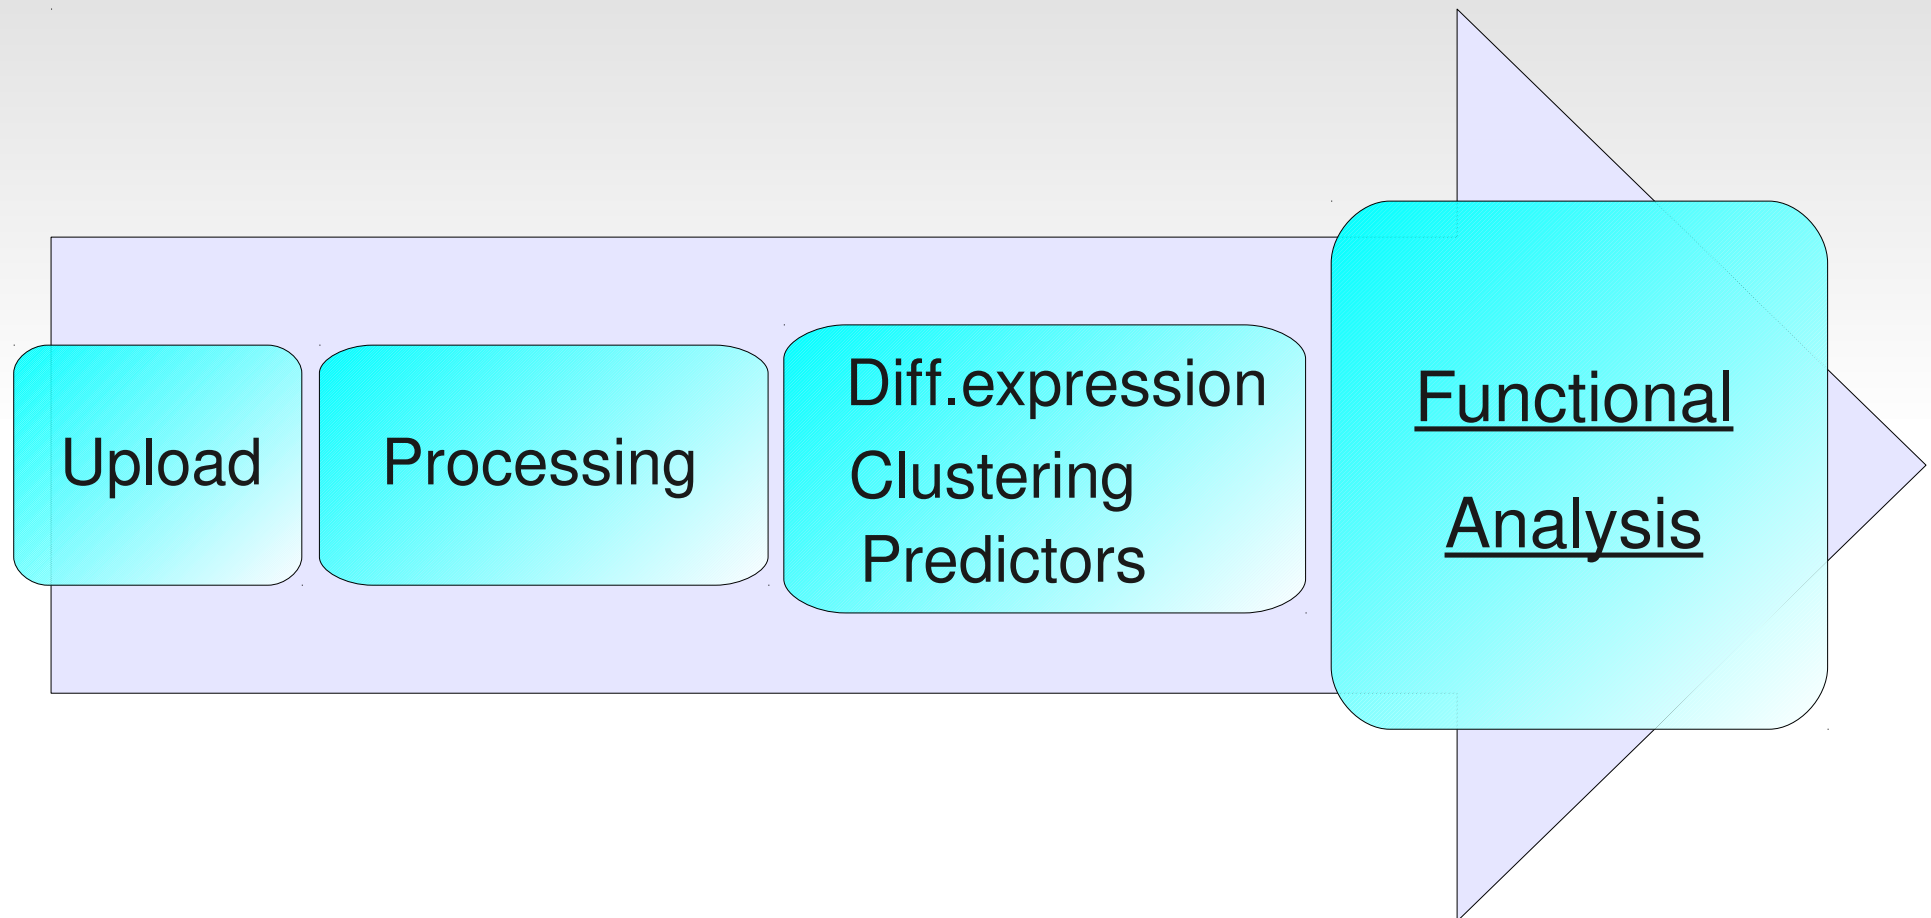 Upload
Processing
Diff.expression
Clustering
Predictors
Functional
Analysis